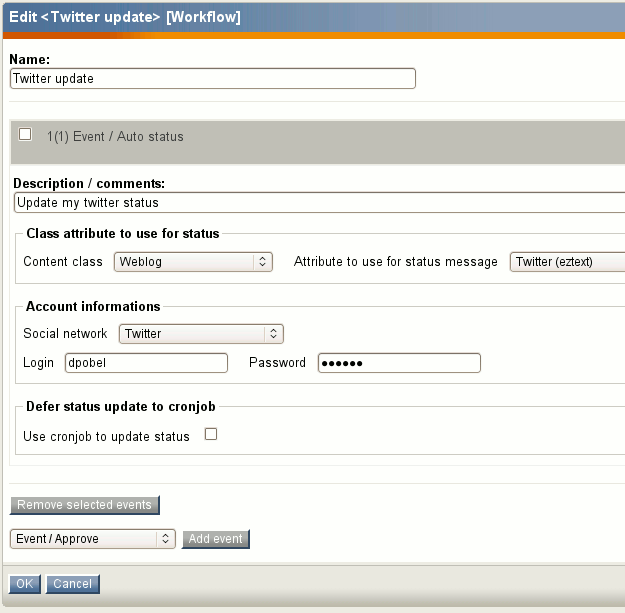 Edit <Twitter update> [Workflow]
Name:
Twitter update
1(1) Event / Auto status
Description / comments:
Update my twitter status
Class attribute to use for status
Content class Weblog Attribute to use for status message Twitter (eztext)
Account informations
Social network Twitter
Login dpobel Password ••••••
Defer status update to cronjob
Use cronjob to update status
Remove selected events
Event / Approve Add event
OK Cancel